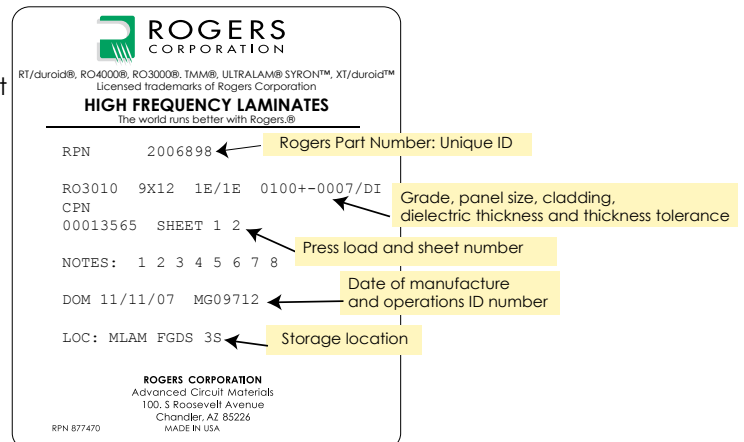 ROGERS
CORPORATION
t
RT/duroid®, RO4000®, RO3000®. TMM®, ULTRALAM® SYRON™, XT/duroid™
Licensed trademarks of Rogers Corporation
HIGH FREQUENCY LAMINATES
The world runs better with Rogers.®
RPN 2006898
Rogers Part Number: Unique ID
RO3010 9X12 1E/1E 0100+-0007/DI
Grade, panel size, cladding,
dielectric thickness and thickness tolerance
CPN
00013565 SHEET 1 2
Press load and sheet number
NOTES: 1 2 3 4 5 6 7 8
Date of manufacture
and operations ID number
DOM 11/11/07 MG09712
LOC: MLAM FGDS 3S
Storage location
ROGERS CORPORATION
Advanced Circuit Materials
100. S Roosevelt Avenue
Chandler, AZ 85226
RPN 877470 MADE IN USA